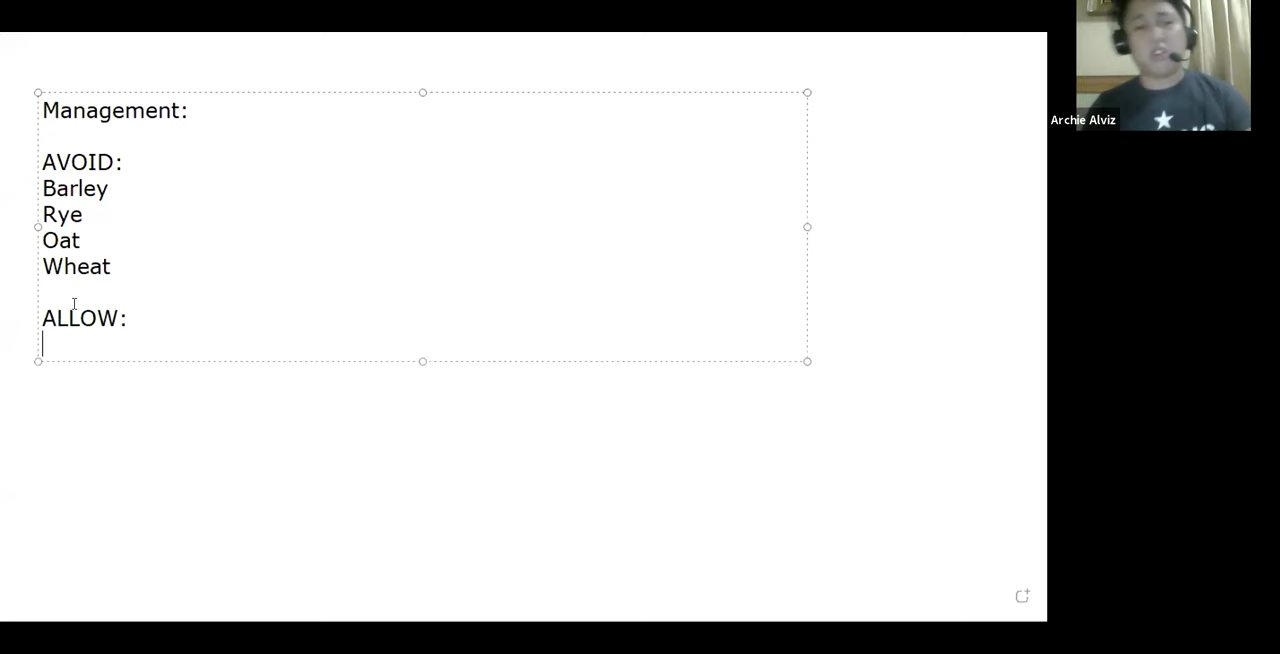 Management:
AVOID:
Barley
Rye
Oat
Wheat
ALLOW:
Archie Alviz